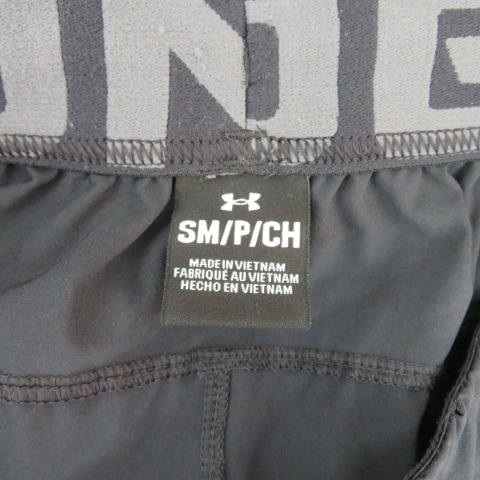 SM/P/CH
MADE IN VIETNAM
FABRIQUÉ AU VIETNAM
HECHO EN VIETNAM